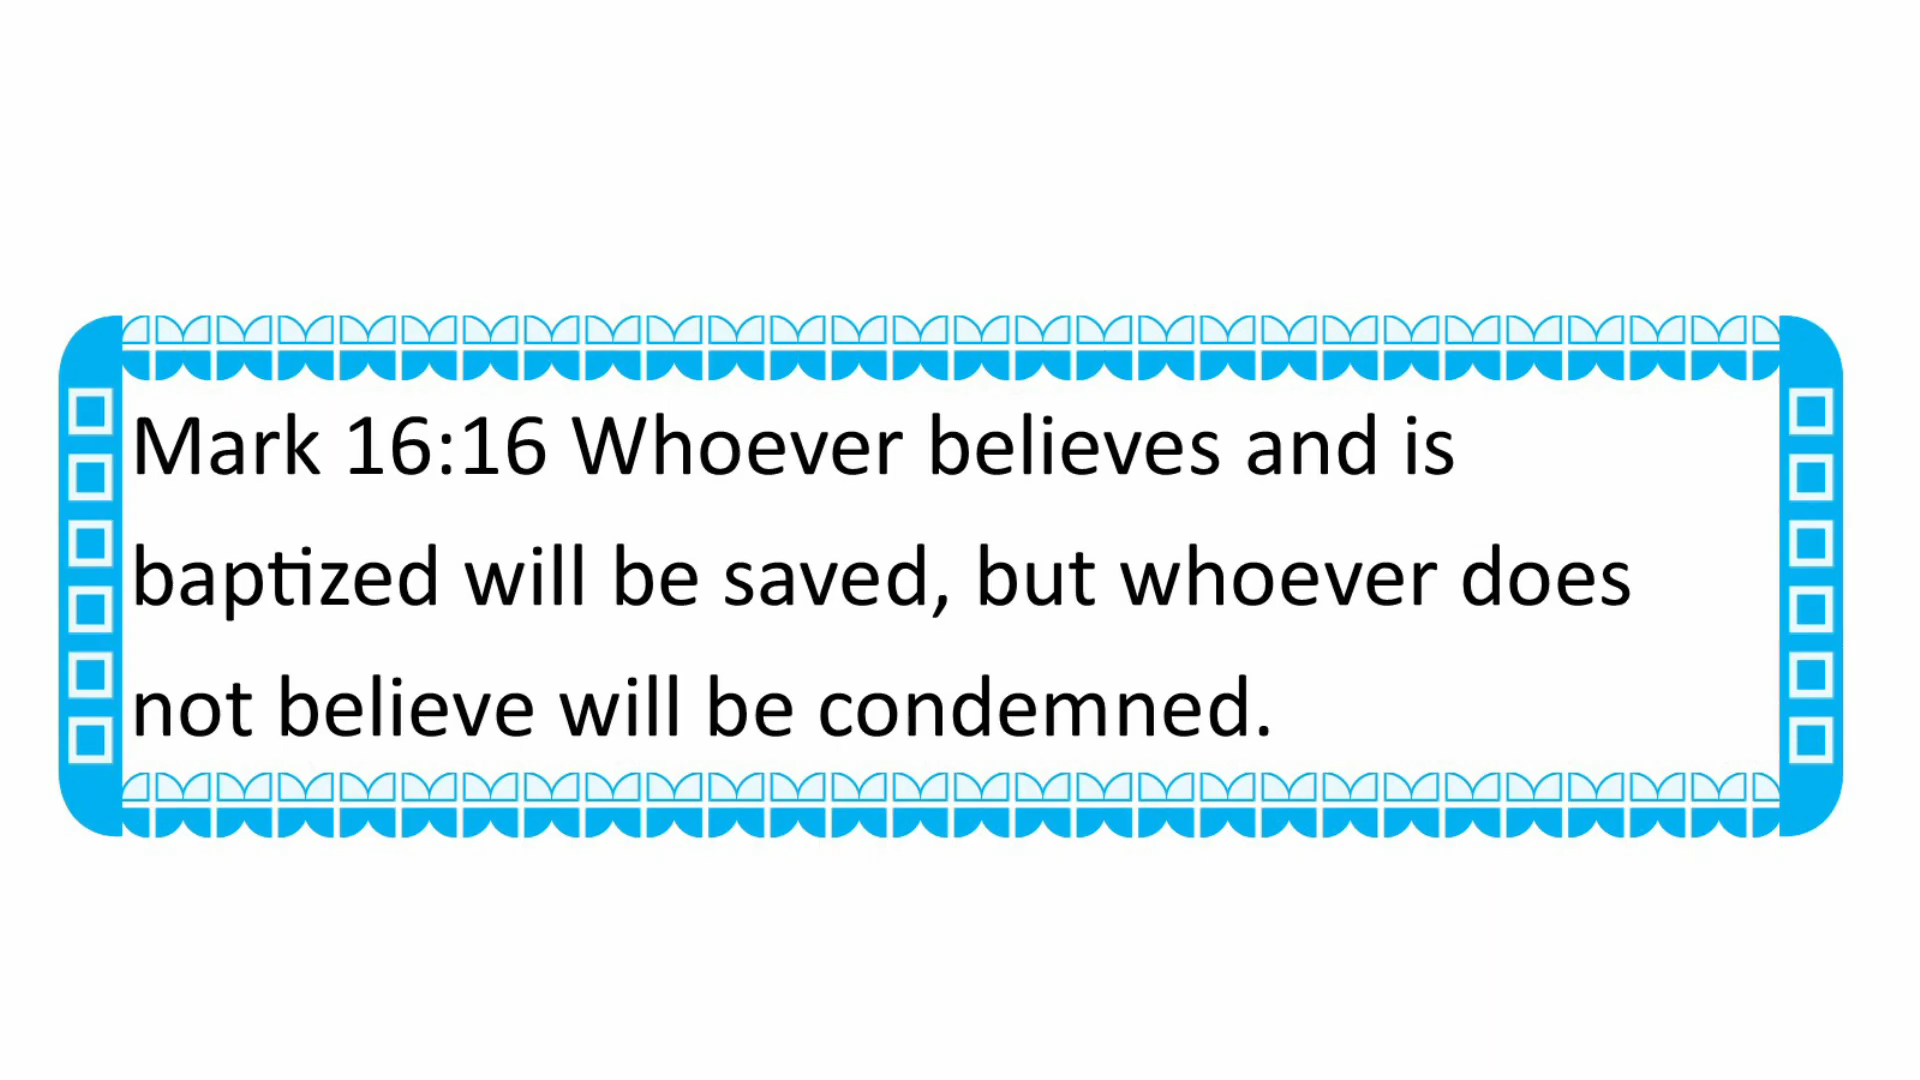 Mark 16:16 Whoever believes and is
baptized will be saved, but whoever does
not believe will be condemned.